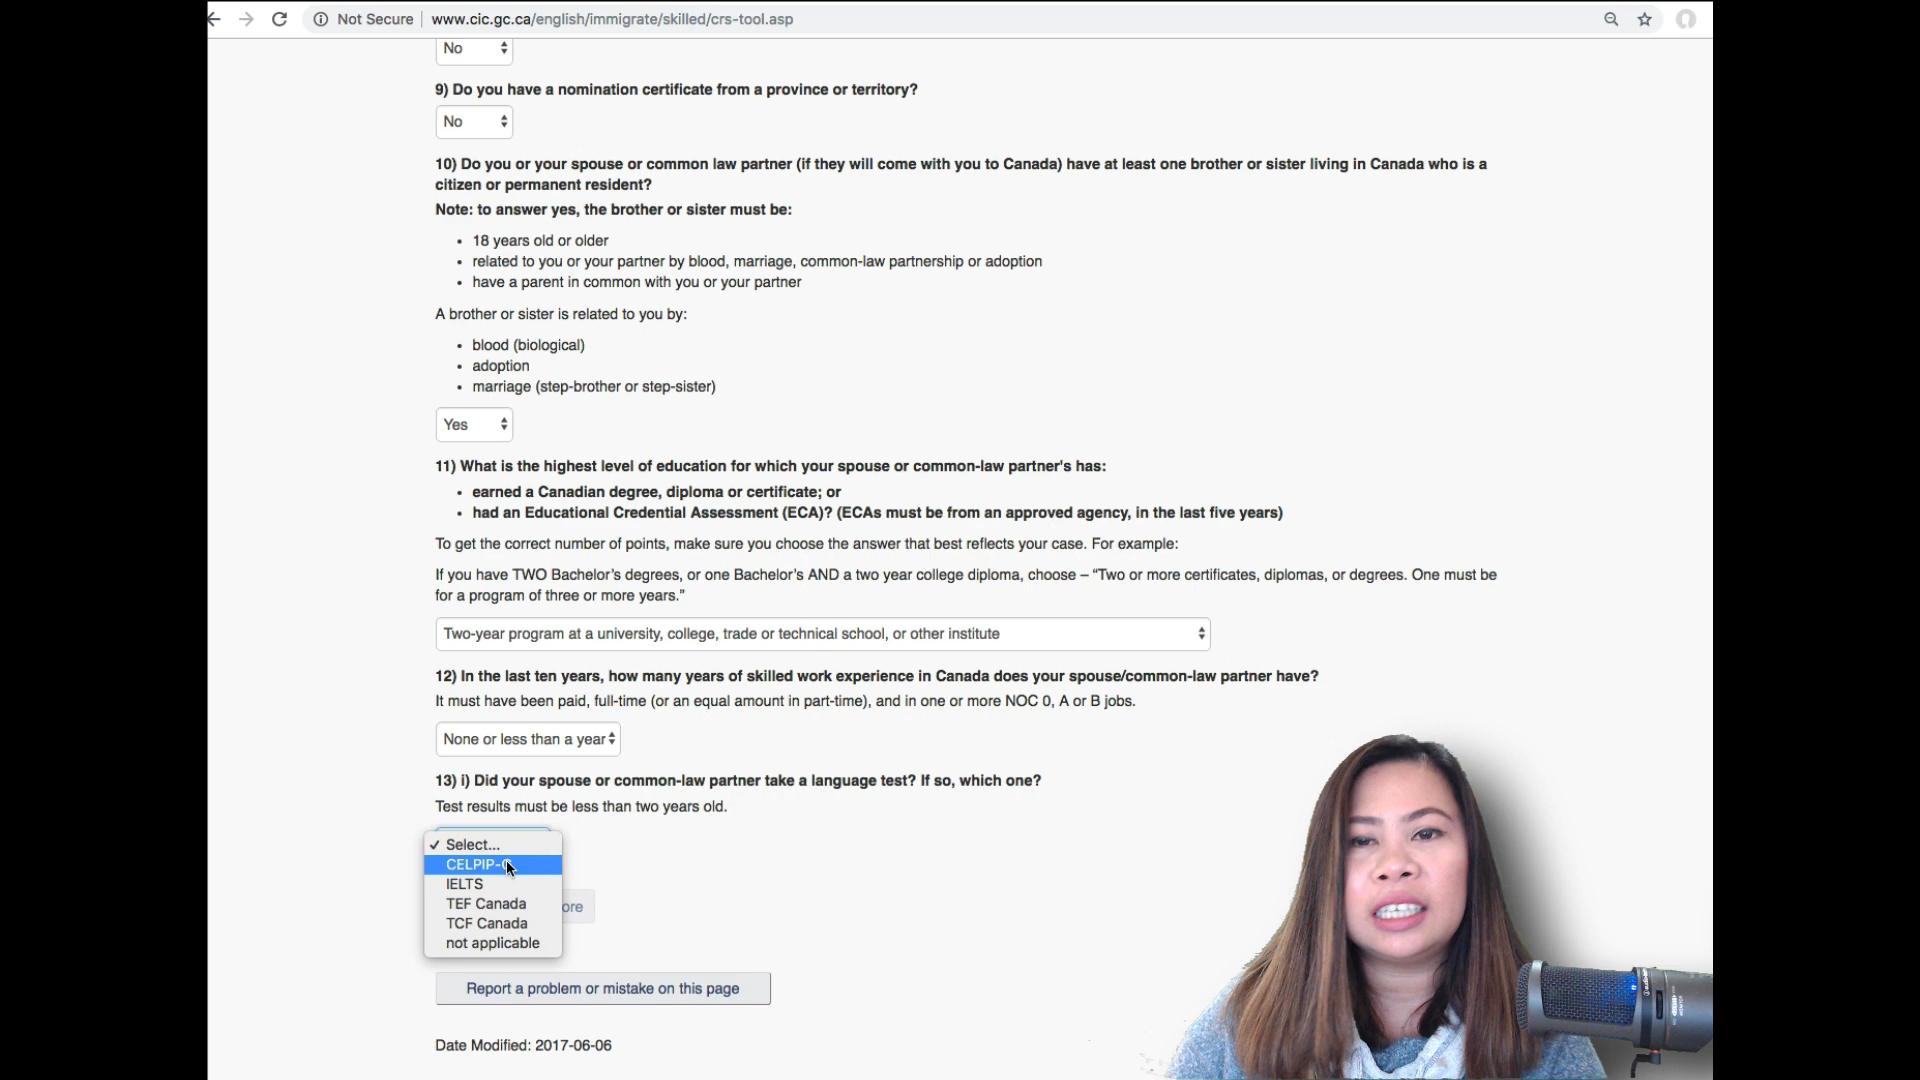 Not Secure www.cic.gc.ca/english/immigrate/skilled/crs-tool.asp
No
9) Do you have a nomination certificate from a province or territory?
No
10) Do you or your spouse or common law partner (if they will come with you to Canada) have at least one brother or sister living in Canada who is a
citizen or permanent resident?
Note: to answer yes, the brother or sister must be:
• 18 years old or older
• related to you or your partner by blood, marriage, common-law partnership or adoption
• have a parent in common with you or your partner
A brother or sister is related to you by:
• blood (biological)
• adoption
• marriage (step-brother or step-sister)
Yes
11) What is the highest level of education for which your spouse or common-law partner's has:
• earned a Canadian degree, diploma or certificate; or
• had an Educational Credential Assessment (ECA)? (ECAs must be from an approved agency, in the last five years)
To get the correct number of points, make sure you choose the answer that best reflects your case. For example:
If you have TWO Bachelor’s degrees, or one Bachelor’s AND a two year college diploma, choose – “Two or more certificates, diplomas, or degrees. One must be
for a program of three or more years.”
Two-year program at a university, college, trade or technical school, or other institute
12) In the last ten years, how many years of skilled work experience in Canada does your spouse/common-law partner have?
It must have been paid, full-time (or an equal amount in part-time), and in one or more NOC 0, A or B jobs.
None or less than a year
13) i) Did your spouse or common-law partner take a language test? If so, which one?
Test results must be less than two years old.
✓ Select...
CELPIP-G
IELTS
ore
TEF Canada
TCF Canada
not applicable
Report a problem or mistake on this page
Date Modified: 2017-06-06